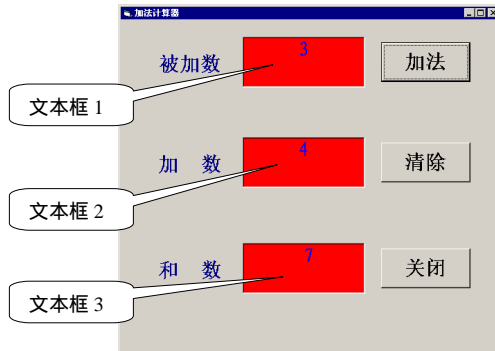 加法计算器
被加数 3 加法
文本框 1
加 数 4 清除
文本框 2
和 数 7 关闭
文本框 3